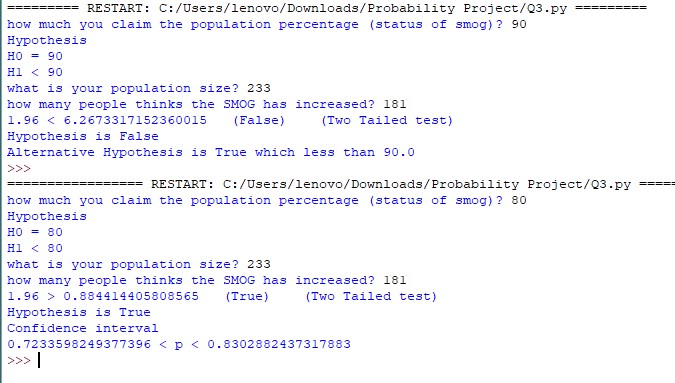 ========= RESTART: C:/Users/lenovo/Downloads/Probability Project/Q3.py =========
how much you claim the population percentage (status of smog)? 90
Hypothesis
H0 = 90
H1 < 90
what is your population size? 233
how many people thinks the SMOG has increased? 181
1.96 < 6.2673317152360015   (False)     (Two Tailed test)
Hypothesis is False
Alternative Hypothesis is True which less than 90.0
>>>
================= RESTART: C:/Users/lenovo/Downloads/Probability Project/Q3.py =====
how much you claim the population percentage (status of smog)? 80
Hypothesis
H0 = 80
H1 < 80
what is your population size? 233
how many people thinks the SMOG has increased? 181
1.96 > 0.884414405808565   (True)     (Two Tailed test)
Hypothesis is True
Confidence interval
0.7233598249377396 < p < 0.8302882437317883
>>>